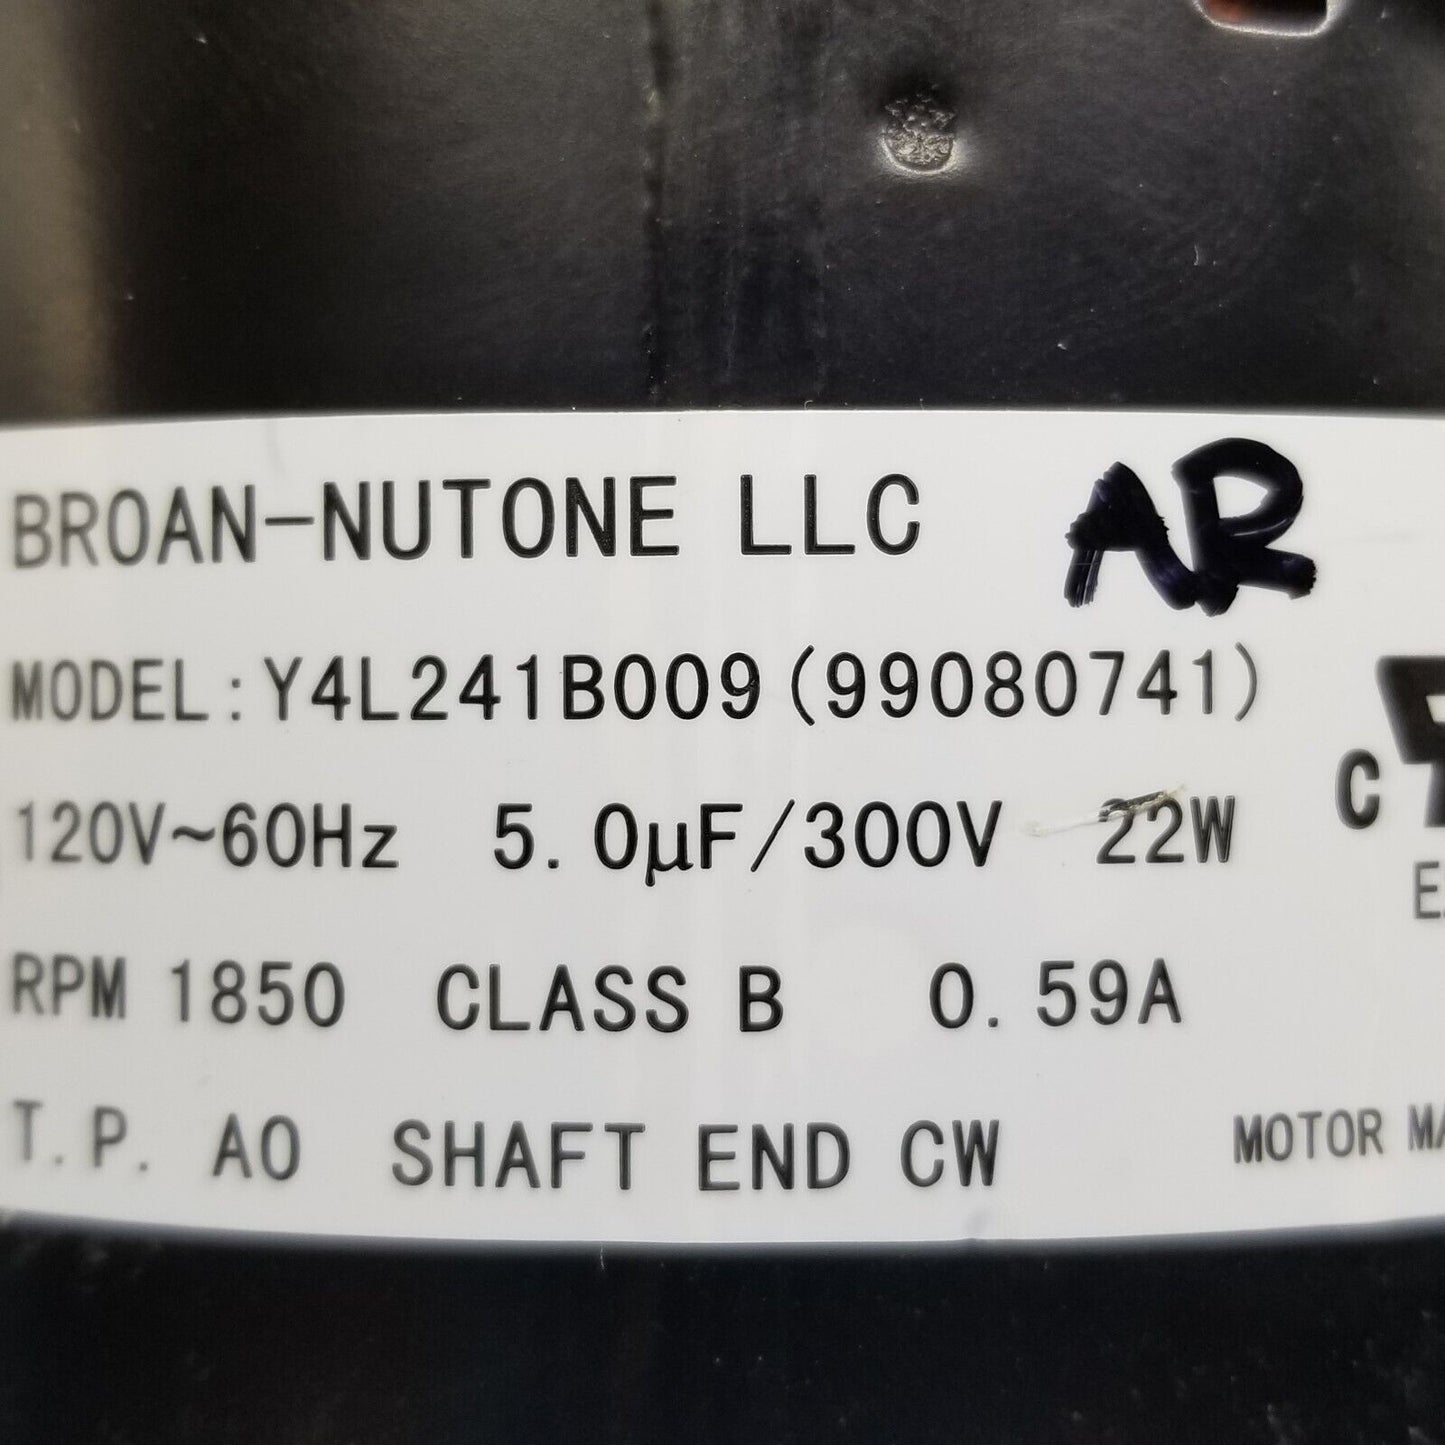 BROAN-NUTONE LLC AR
MODEL:Y4L241B009(99080741)
120V~60Hz 5.0µF/300V 22W
C
RPM 1850 CLASS B 0.59A
T.P. AO SHAFT END CW
MOTOR